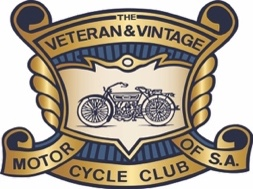 THE
VETERAN & VINTAGE
MOTOR CYCLE CLUB OF S.A.